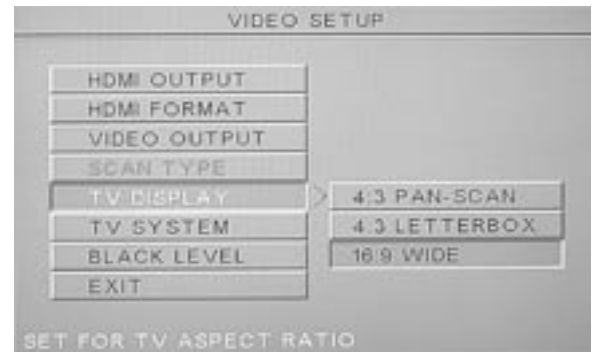 VIDEO SETUP
HDMI OUTPUT
HDMI FORMAT
VIDEO OUTPUT
SCAN TYPE
TV DISPLAY
4:3 PAN-SCAN
TV SYSTEM
4:3 LETTERBOX
BLACK LEVEL
16:9 WIDE
EXIT
SET FOR TV ASPECT RATIO